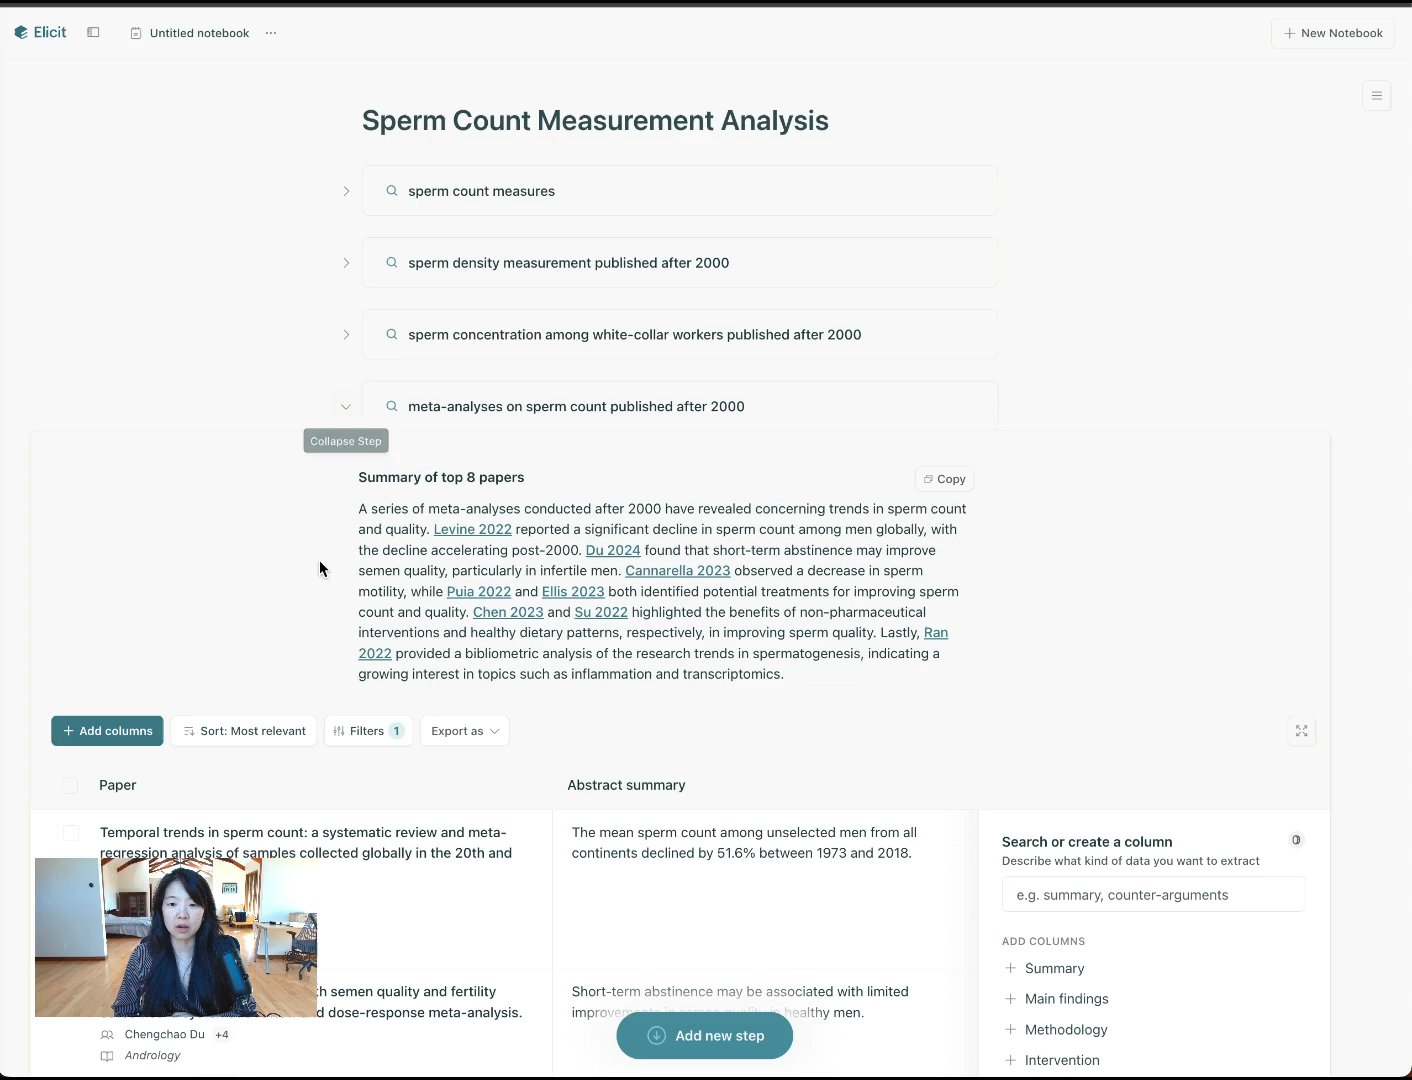 Elicit
Untitled notebook
New Notebook
Sperm Count Measurement Analysis
sperm count measures
sperm density measurement published after 2000
sperm concentration among white-collar workers published after 2000
meta-analyses on sperm count published after 2000
Collapse Step
Summary of top 8 papers
Copy
A series of meta-analyses conducted after 2000 have revealed concerning trends in sperm count
and quality. Levine 2022 reported a significant decline in sperm count among men globally, with
the decline accelerating post-2000. Du 2024 found that short-term abstinence may improve
semen quality, particularly in infertile men. Cannarella 2023 observed a decrease in sperm
motility, while Puia 2022 and Ellis 2023 both identified potential treatments for improving sperm
count and quality. Chen 2023 and Su 2022 highlighted the benefits of non-pharmaceutical
interventions and healthy dietary patterns, respectively, in improving sperm quality. Lastly, Ran
2022 provided a bibliometric analysis of the research trends in spermatogenesis, indicating a
growing interest in topics such as inflammation and transcriptomics.
Add columns
Sort: Most relevant
Filters 1
Export as
Paper
Abstract summary
Temporal trends in sperm count: a systematic review and meta-
regression analysis of samples collected globally in the 20th and
The mean sperm count among unselected men from all
continents declined by 51.6% between 1973 and 2018.
Search or create a column
Describe what kind of data you want to extract
e.g. summary, counter-arguments
ADD COLUMNS
Summary
Main findings
Methodology
Intervention
semen quality and fertility
dose-response meta-analysis.
Chengchao Du +4
Andrology
Short-term abstinence may be associated with limited
improvements in semen quality in healthy men.
Add new step